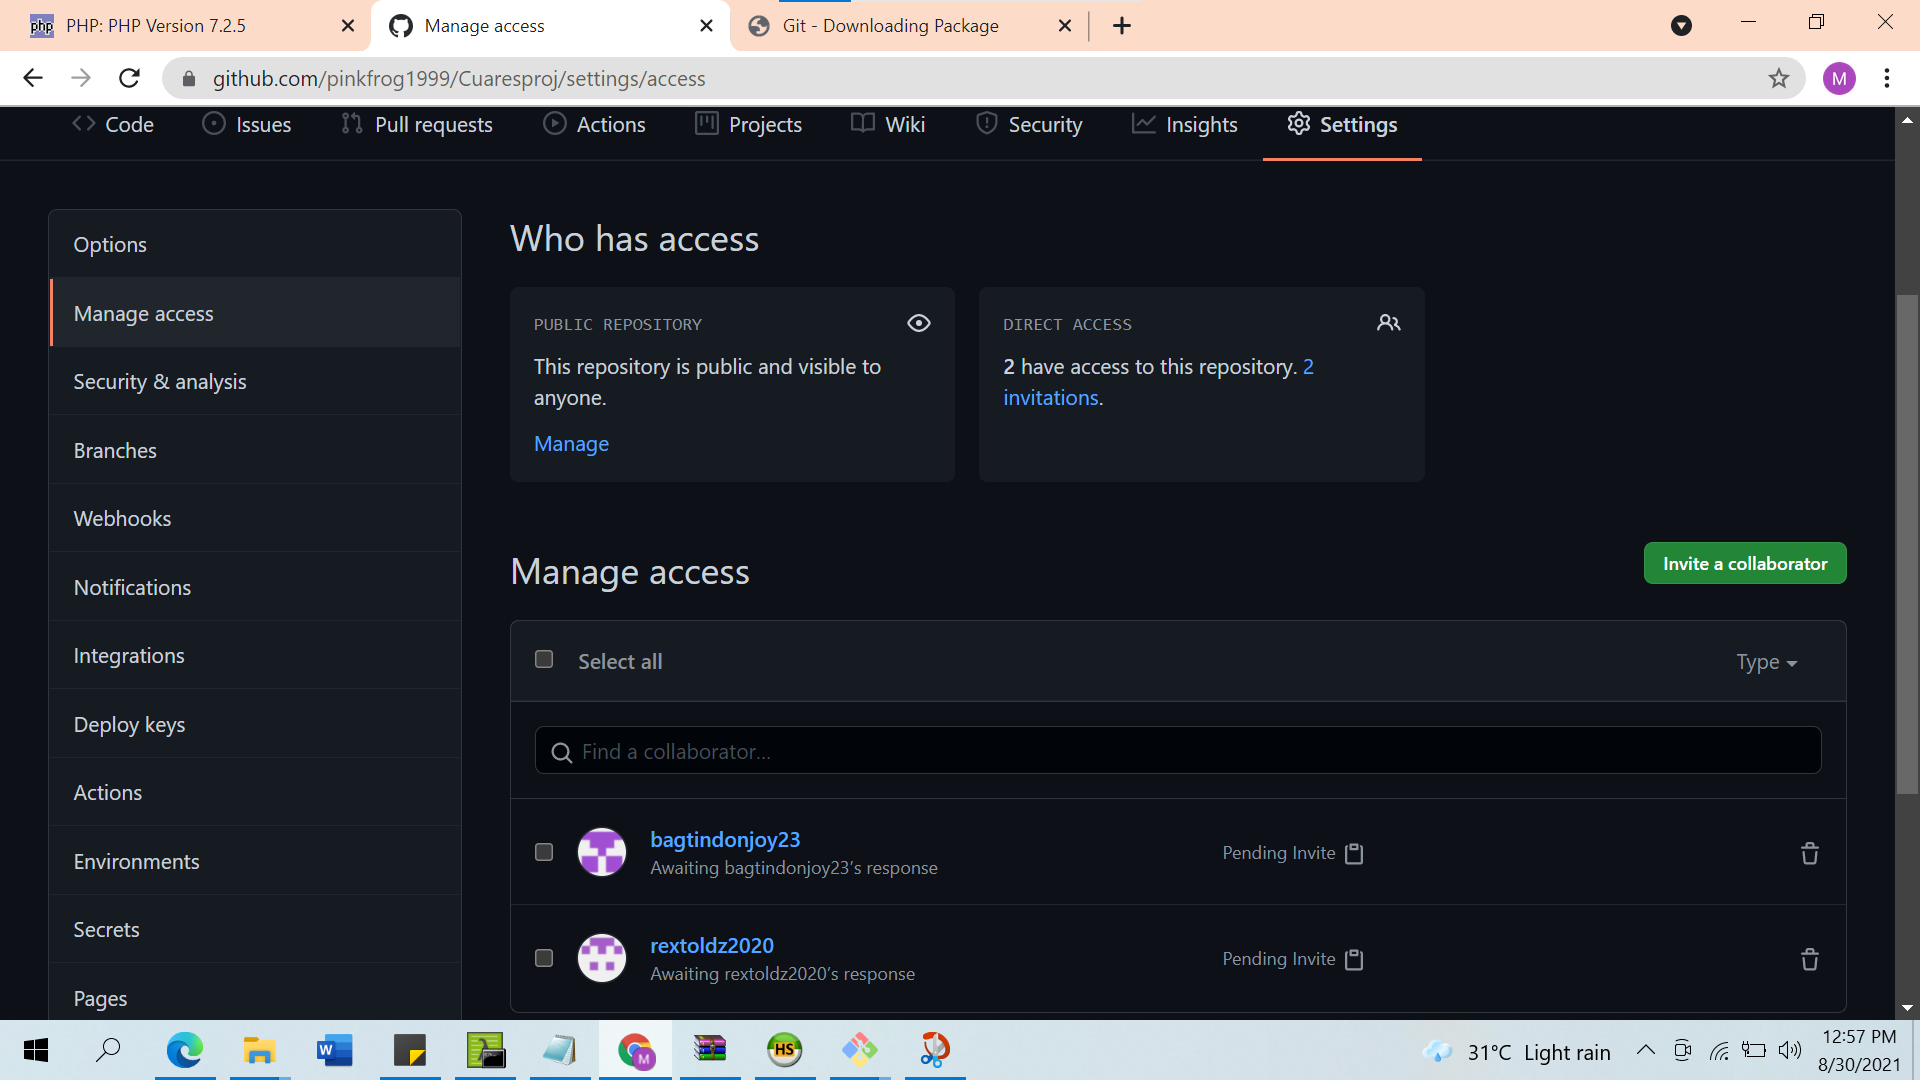 php PHP: PHP Version 7.2.5
Manage access
Git - Downloading Package
github.com/pinkfrog1999/Cuaresproj/settings/access
M
Code
Issues
Pull requests
Actions
Projects
Wiki
Security
Insights
Settings
Options
Manage access
Security & analysis
Branches
Webhooks
Notifications
Integrations
Deploy keys
Actions
Environments
Secrets
Pages
Who has access
PUBLIC REPOSITORY
This repository is public and visible to
anyone.
Manage
DIRECT ACCESS
2 have access to this repository. 2
invitations.
Manage access
Invite a collaborator
Select all
Type
Find a collaborator...
bagtindonjoy23
Awaiting bagtindonjoy23's response
Pending Invite
rextoldz2020
Awaiting rextoldz2020's response
Pending Invite
W
M
HS
31°C Light rain
12:57 PM
8/30/2021